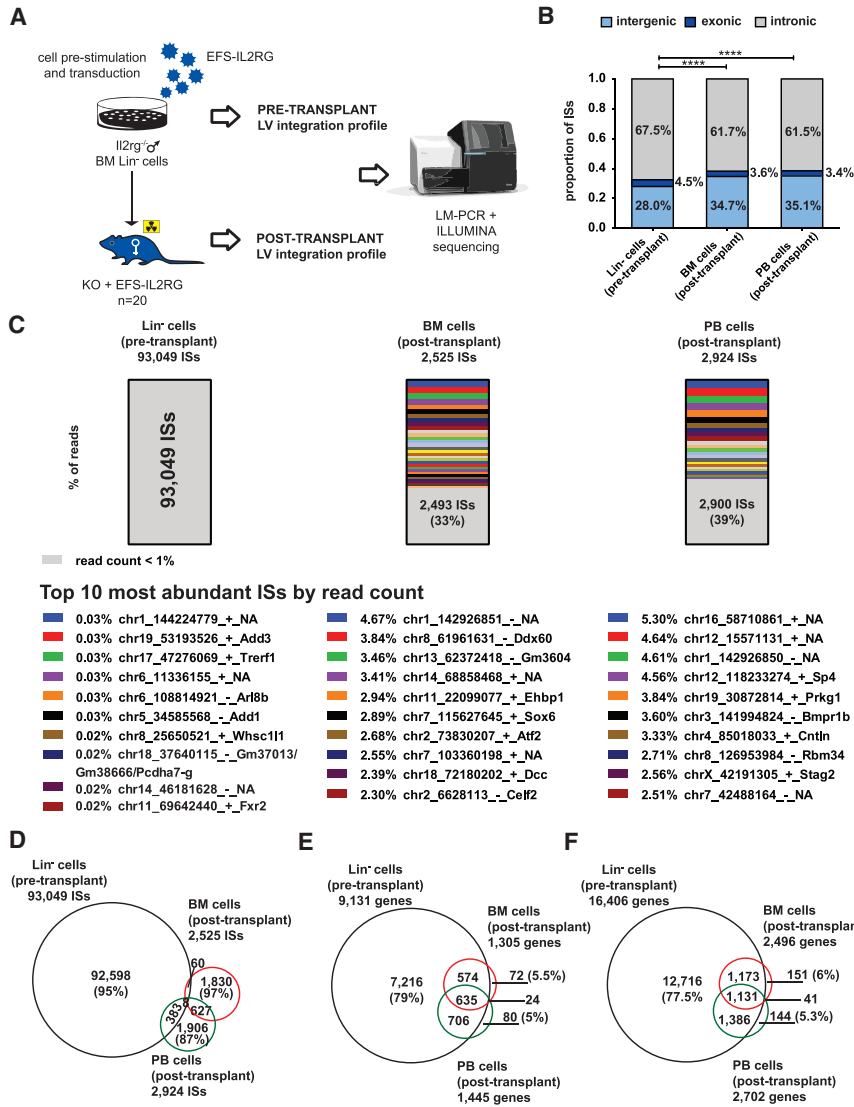 A
cell pre-stimulation
and transduction
EFS-IL2RG
Il2rg-/-♂
BM Lin- cells
PRE-TRANSPLANT
LV integration profile
POST-TRANSPLANT
LV integration profile
LM-PCR +
ILLUMINA
sequencing
KO + EFS-IL2RG
n=20
B
intergenic exonic intronic
****
****
proportion of ISs
1.0
0.8
0.6
0.4
0.2
0.0
67.5% 61.7% 61.5%
4.5% 3.6% 3.4%
28.0% 34.7% 35.1%
Lin- cells
(pre-transplant)
BM cells
(post-transplant)
PB cells
(post-transplant)
C
Lin- cells
(pre-transplant)
93,049 ISs
BM cells
(post-transplant)
2,525 ISs
PB cells
(post-transplant)
2,924 ISs
% of reads
93,049 ISs
2,493 ISs
(33%)
2,900 ISs
(39%)
read count < 1%
Top 10 most abundant ISs by read count
0.03% chr1_144224779_+_NA
0.03% chr19_53193526_+_Add3
0.03% chr17_47276069_+_Trerf1
0.03% chr6_11336155_+_NA
0.03% chr6_108814921_-_Arl8b
0.03% chr5_34585568_-_Add1
0.02% chr8_25650521_+_Whsc1l1
0.02% chr18_37640115_-_Gm37013/
Gm38666/Pcdha7-g
0.02% chr14_46181628_-_NA
0.02% chr11_69642440_+_Fxr2
4.67% chr1_142926851_-_NA
3.84% chr8_61961631_-_Ddx60
3.46% chr13_62372418_-_Gm3604
3.41% chr14_68858468_+_NA
2.94% chr11_22099077_+_Ehbp1
2.89% chr7_115627645_+_Sox6
2.68% chr2_73830207_+_Atf2
2.55% chr7_103360198_+_NA
2.39% chr18_72180202_+_Dcc
2.30% chr2_6628113_-_Celf2
5.30% chr16_58710861_+_NA
4.64% chr12_15571131_+_NA
4.61% chr1_142926850_-_NA
4.56% chr12_118233274_+_Sp4
3.84% chr19_30872814_+_Prkg1
3.60% chr3_141994824_-_Bmpr1b
3.33% chr4_85018033_+_Cntln
2.71% chr8_126953984_-_Rbm34
2.56% chrX_42191305_+_Stag2
2.51% chr7_42488164_-_NA
D
Lin- cells
(pre-transplant)
93,049 ISs
BM cells
(post-transplant)
2,525 ISs
60
92,598
(95%)
1,830
(97%)
383
8
627
1,906
(87%)
PB cells
(post-transplant)
2,924 ISs
E
Lin- cells
(pre-transplant)
9,131 genes
BM cells
(post-transplant)
1,305 genes
7,216
(79%)
574
72 (5.5%)
635
24
706
80 (5%)
PB cells
(post-transplant)
1,445 genes
F
Lin- cells
(pre-transplant)
16,406 genes
BM cells
(post-transplant)
2,496 genes
12,716
(77.5%
1,173
151 (6%)
1,131
41
1,386
144 (5.3%)
PB cells
(post-transplant)
2,702 genes